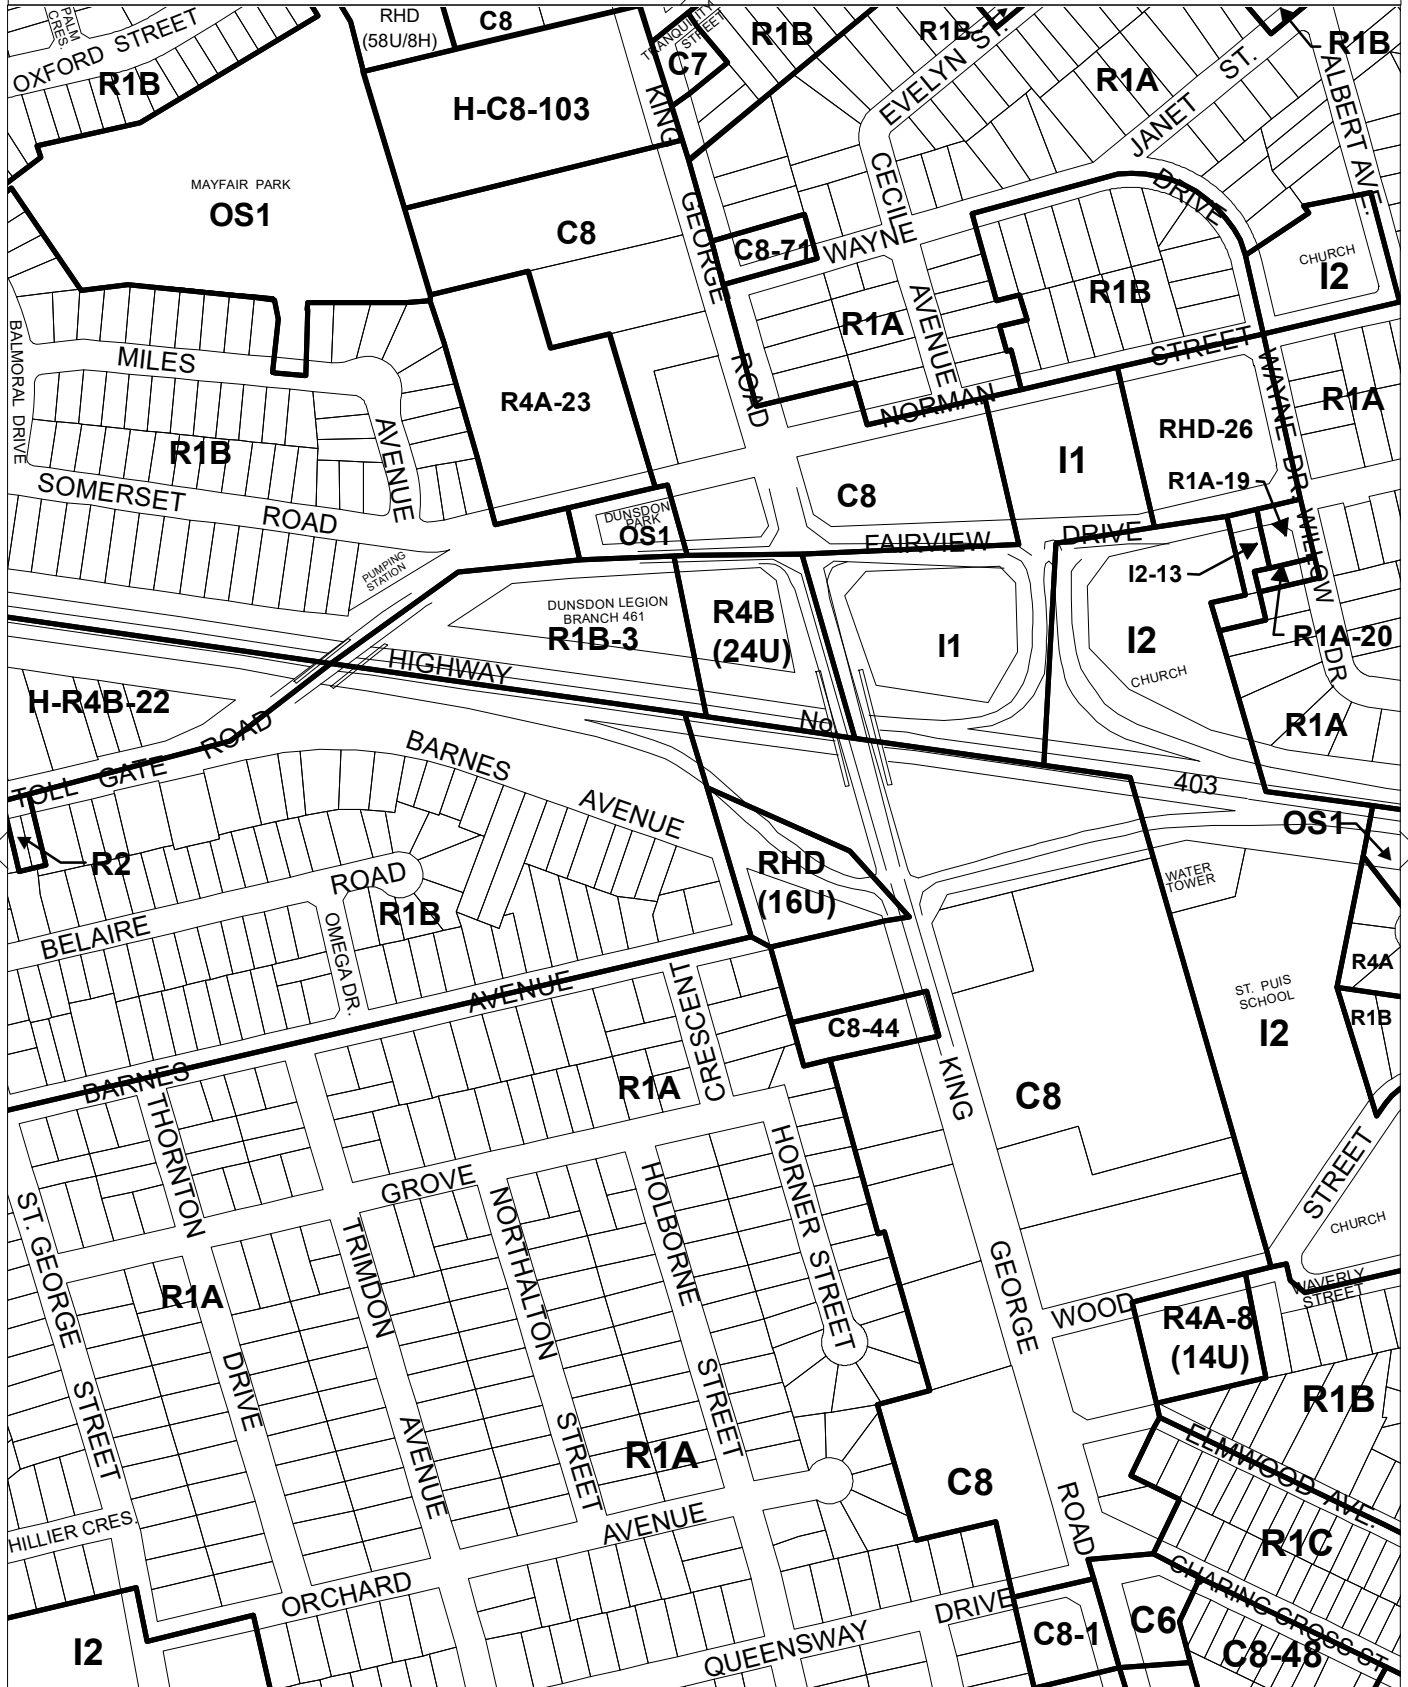 PALM
CRES.
OXFORD STREET
R1B
RHD
(58U/8H)
C8
H-C8-103
TRANQUILITY
STREET
C7
R1B
R1B
EVELYN ST.
R1A
JANET ST.
R1B
ALBERT AVE.
KING
GEORGE
ROAD
MAYFAIR PARK
OS1
C8
CECIL
AVENUE
WAYNE
DRIVE
C8-71
CHURCH
I2
R1A
R1B
BALMORAL DRIVE
MILES
AVENUE
R4A-23
NORMAN
STREET
WAYNE DR.
R1A
R1B
SOMERSET
ROAD
RHD-26
I1
R1A-19
C8
DUNSDON
PARK
OS1
FAIRVIEW
DRIVE
PUMPING
STATION
I2-13
WILLOW
DR
DUNSDON LEGION
BRANCH 461
R1B-3
R4B
(24U)
I1
I2
CHURCH
R1A-20
R1A
HIGHWAY
No.
403
H-R4B-22
TOLL GATE ROAD
BARNES
AVENUE
OS1
R2
RHD
(16U)
WATER
TOWER
BELAIRE
ROAD
R1B
OMEGA DR.
R4A
ST. PUIS
SCHOOL
I2
R1B
BARNES
AVENUE
CRESCENT
C8-44
R1A
KING
C8
THORNTON
DRIVE
GROVE
HORNER
STREET
STREET
CHURCH
ST. GEORGE
STREET
R1A
TRIMDON
AVENUE
NORTHALTON
STREET
HOLBORNE
STREET
GEORGE
WOOD
WAVERLY
STREET
R4A-8
(14U)
R1B
R1A
C8
ROAD
ELMWOOD AVE.
HILLIER CRES.
ORCHARD
AVENUE
R1C
CHARING CROSS ST.
I2
QUEENSWAY
DRIVE
C8-1
C6
C8-48